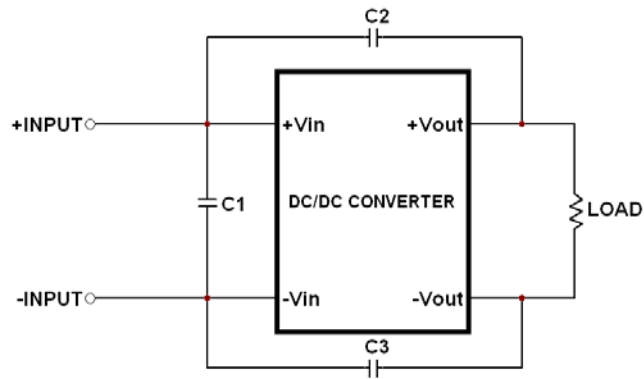 C2
+INPUT
+Vin
+Vout
C1
DC/DC CONVERTER
LOAD
-INPUT
-Vin
-Vout
C3